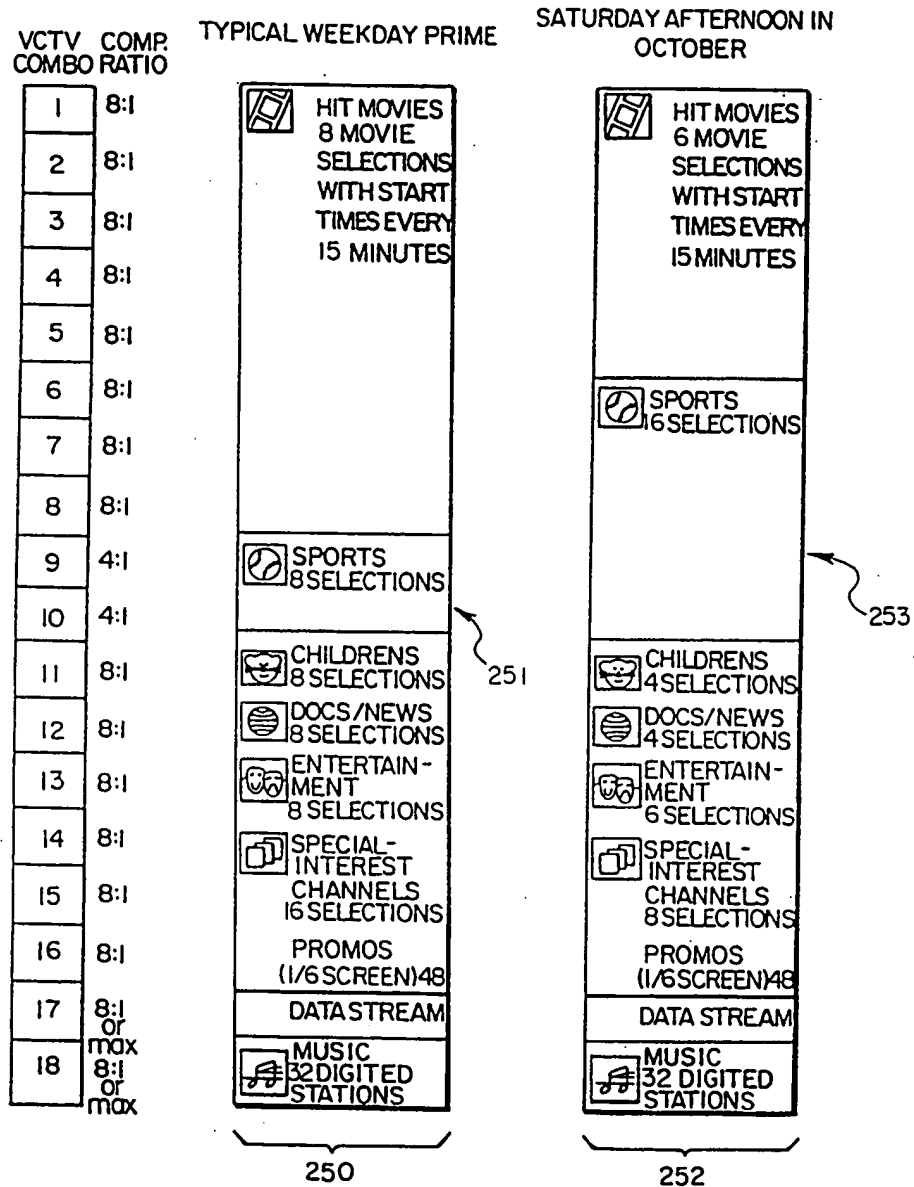 VCTV COMBO
COMP. RATIO
1 8:1
2 8:1
3 8:1
4 8:1
5 8:1
6 8:1
7 8:1
8 8:1
9 4:1
10 4:1
11 8:1
12 8:1
13 8:1
14 8:1
15 8:1
16 8:1
17 8:1 or max
18 8:1 or max
TYPICAL WEEKDAY PRIME
HIT MOVIES
8 MOVIE
SELECTIONS
WITH START
TIMES EVERY
15 MINUTES
SPORTS
8 SELECTIONS
251
CHILDRENS
8 SELECTIONS
DOCS/NEWS
8 SELECTIONS
ENTERTAIN-
MENT
8 SELECTIONS
SPECIAL-
INTEREST
CHANNELS
16 SELECTIONS
PROMOS
(1/6 SCREEN) 48
DATA STREAM
MUSIC
32 DIGITED
STATIONS
250
SATURDAY AFTERNOON IN
OCTOBER
HIT MOVIES
6 MOVIE
SELECTIONS
WITH START
TIMES EVERY
15 MINUTES
SPORTS
16 SELECTIONS
253
CHILDRENS
4 SELECTIONS
DOCS/NEWS
4 SELECTIONS
ENTERTAIN-
MENT
6 SELECTIONS
SPECIAL-
INTEREST
CHANNELS
8 SELECTIONS
PROMOS
(1/6 SCREEN) 48
DATA STREAM
MUSIC
32 DIGITED
STATIONS
252